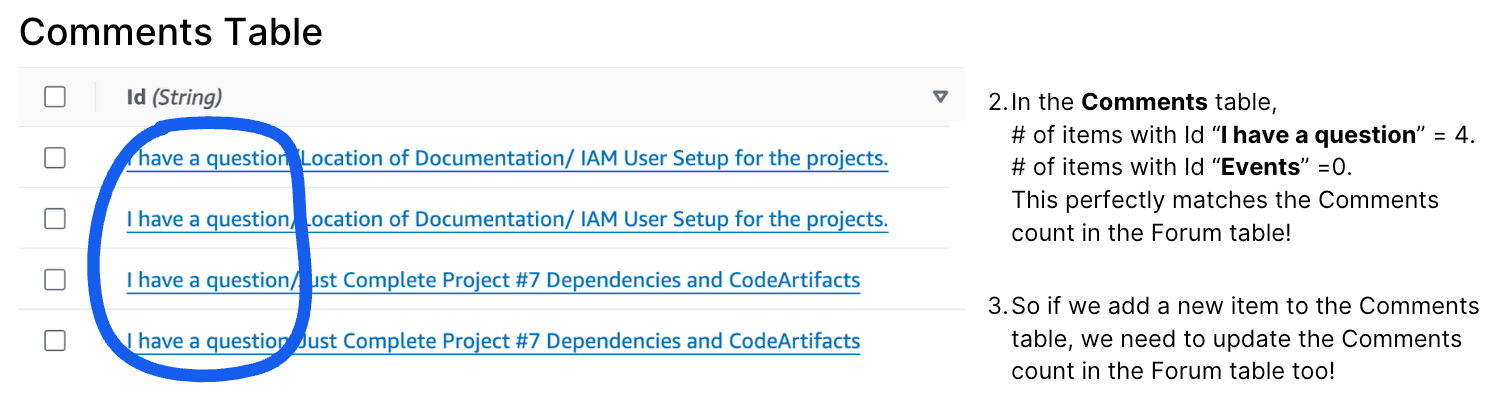 Comments Table
Id (String)
I have a question/Location of Documentation/ IAM User Setup for the projects.
I have a question/Location of Documentation/ IAM User Setup for the projects.
I have a question/Just Complete Project #7 Dependencies and CodeArtifacts
I have a question/Just Complete Project #7 Dependencies and CodeArtifacts
2. In the Comments table,
# of items with Id “I have a question” = 4.
# of items with Id “Events” =0.
This perfectly matches the Comments
count in the Forum table!
3. So if we add a new item to the Comments
table, we need to update the Comments
count in the Forum table too!